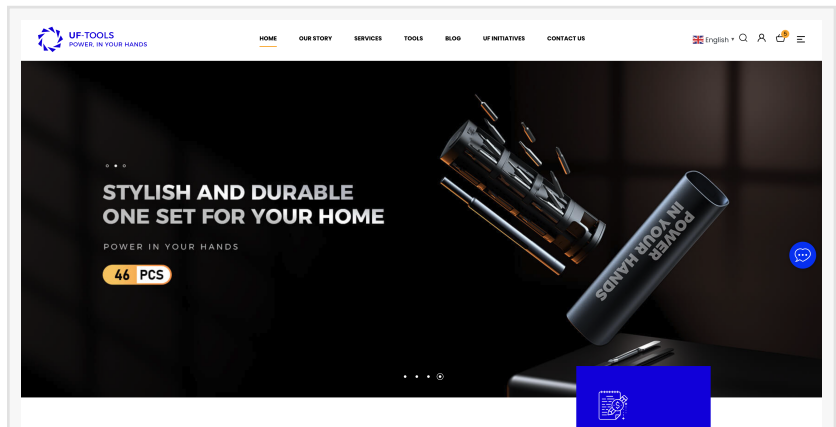 UF-TOOLS
POWER, IN YOUR HANDS
HOME
OUR STORY
SERVICES
TOOLS
BLOG
UF INITIATIVES
CONTACT US
English
5
STYLISH AND DURABLE
ONE SET FOR YOUR HOME
POWER IN YOUR HANDS
46 PCS
POWER
IN YOUR HANDS